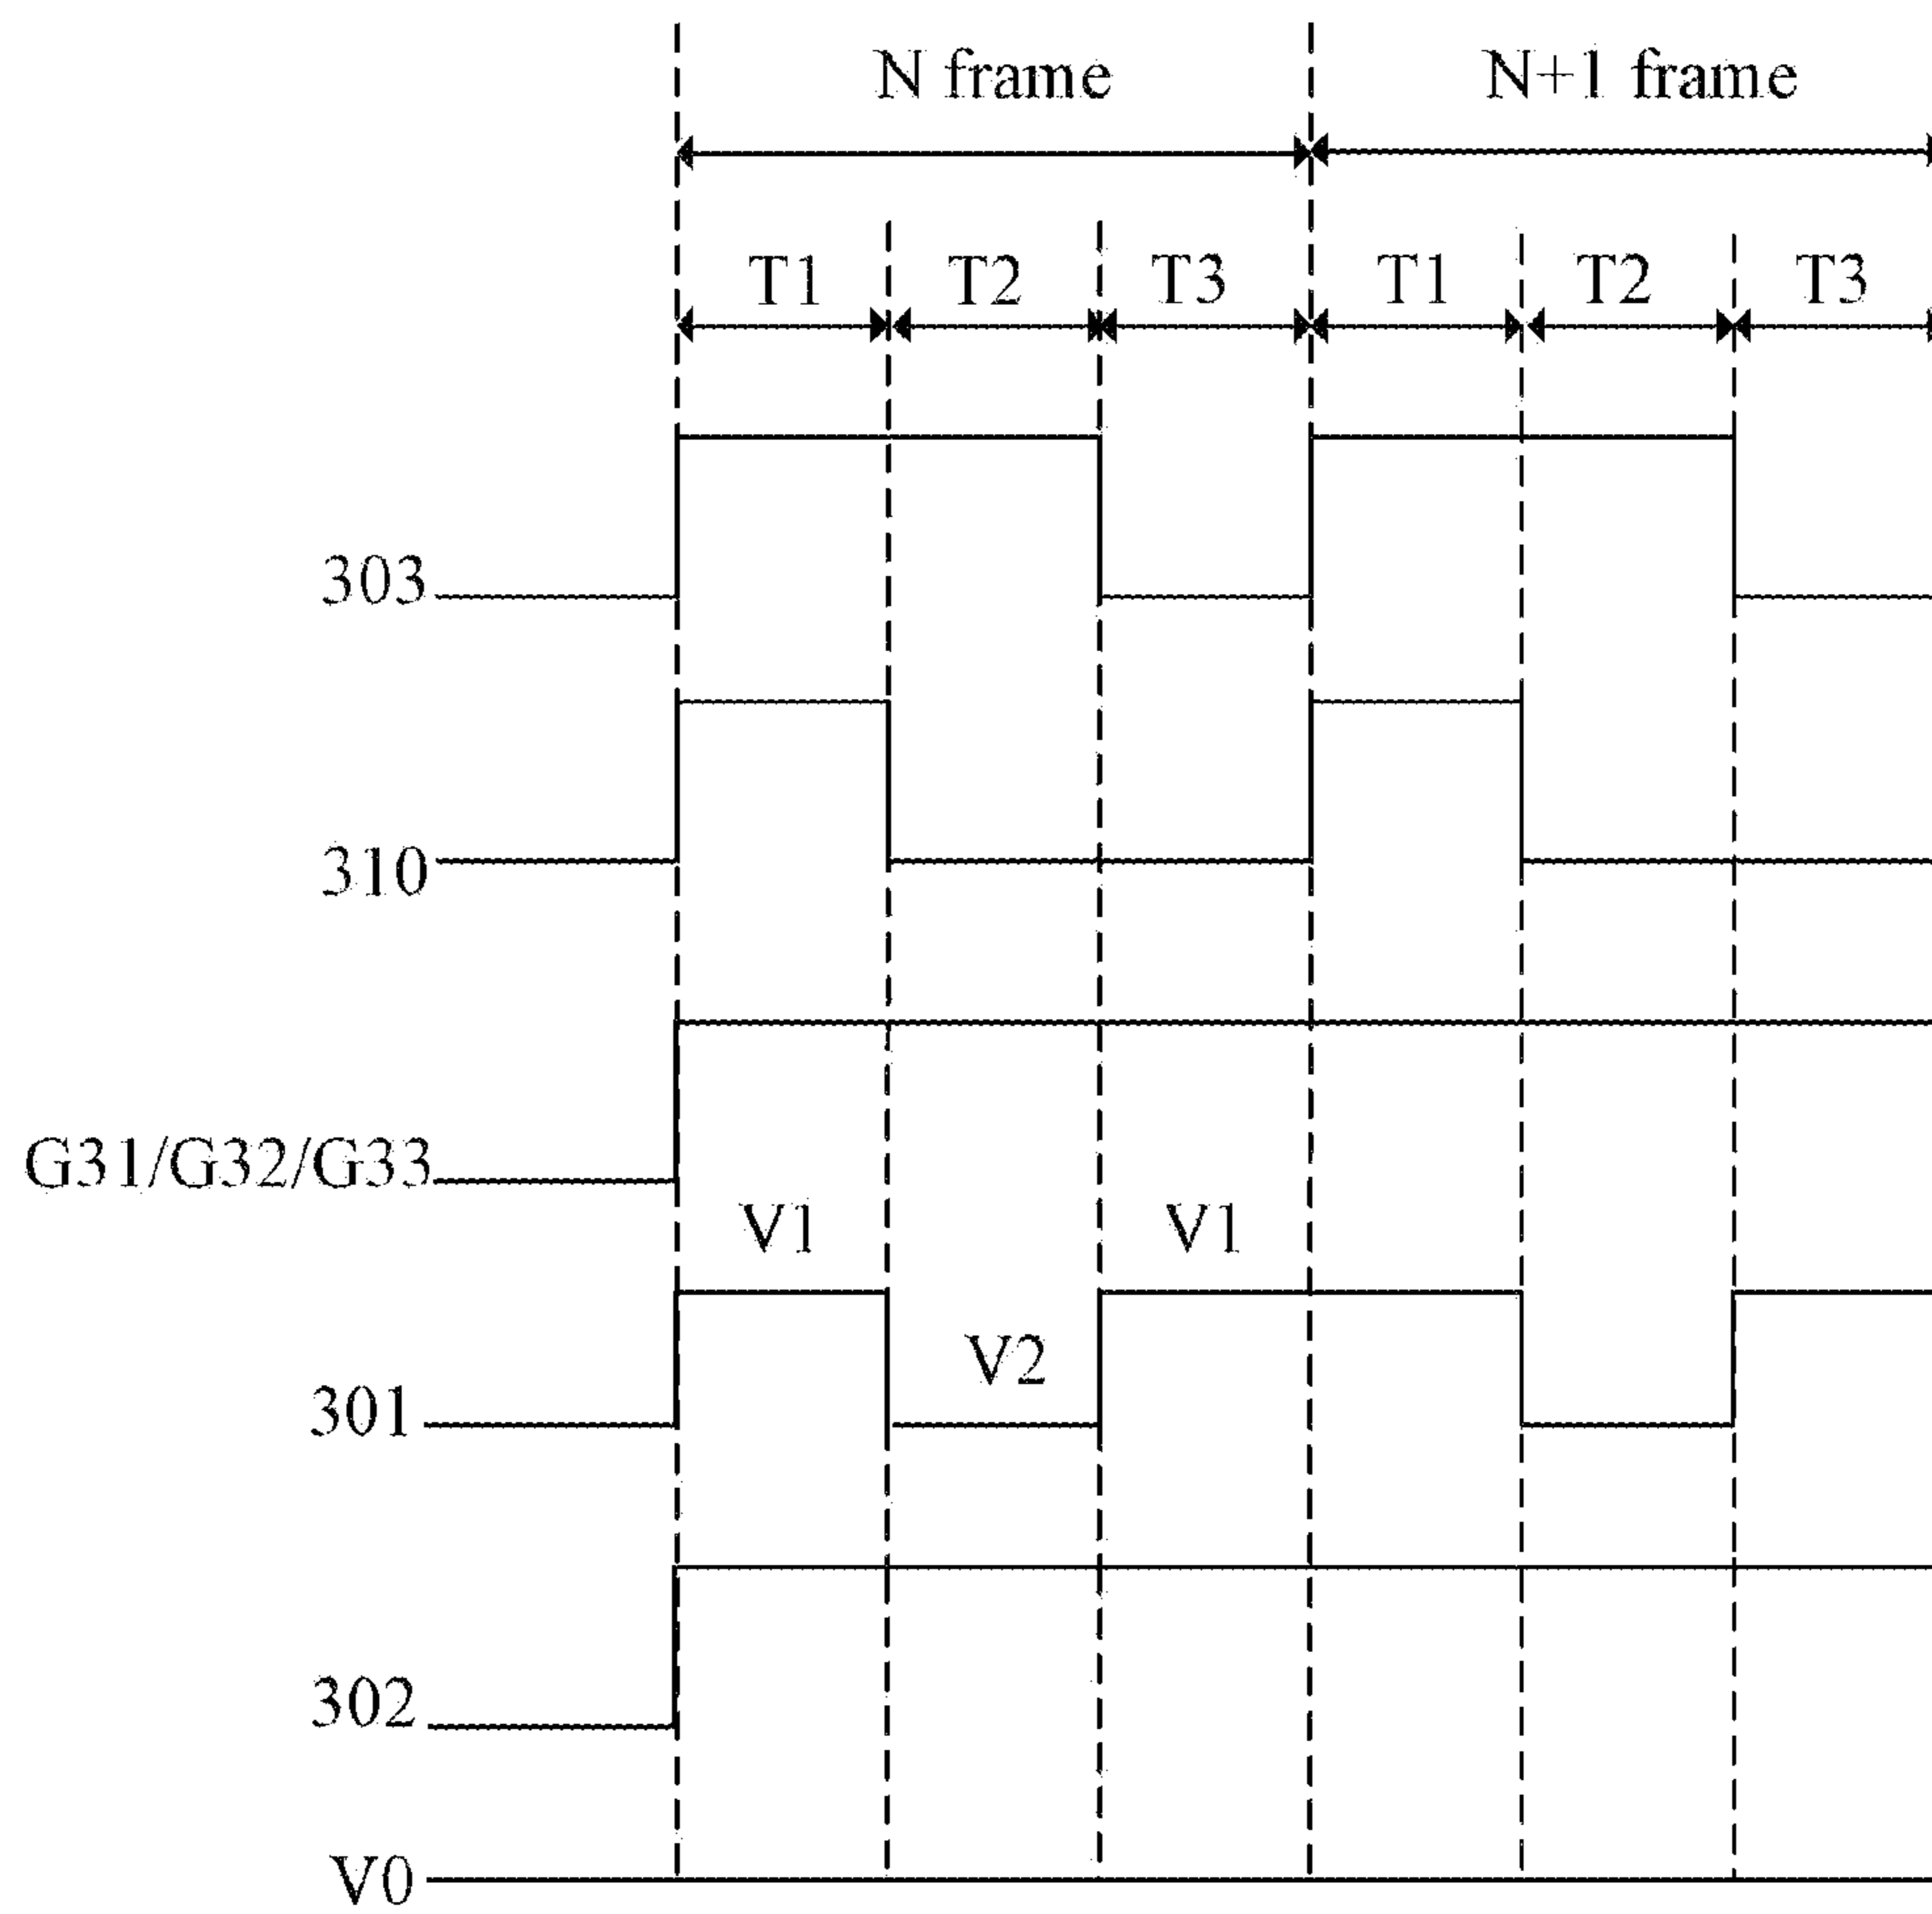 N frame N+1 frame
T1 T2 T3 T1 T2 T3
303
310
G31/G32/G33
V1 V1
V2
301
302
V0